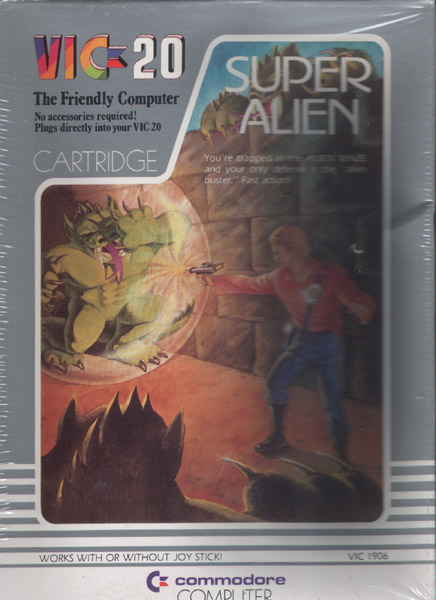 VIC 20
The Friendly Computer
No accessories required!
Plugs directly into your VIC 20
CARTRIDGE
SUPER
ALIEN
You're trapped in the ALIEN MAZE
and your only defense is the "alien
buster." Fast action!
WORKS WITH OR WITHOUT JOY STICK!
VIC 1906
commodore
COMPUTER